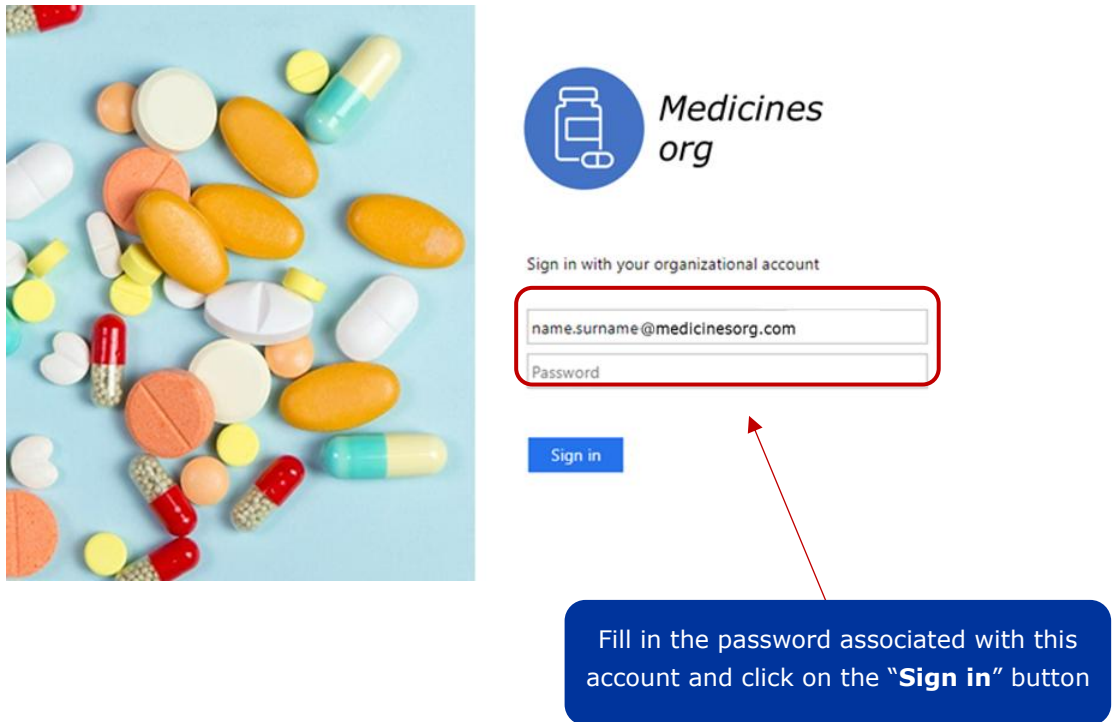 Medicines
org
Sign in with your organizational account
name.surname@medicinesorg.com
Password
Sign in
Fill in the password associated with this
account and click on the “Sign in” button